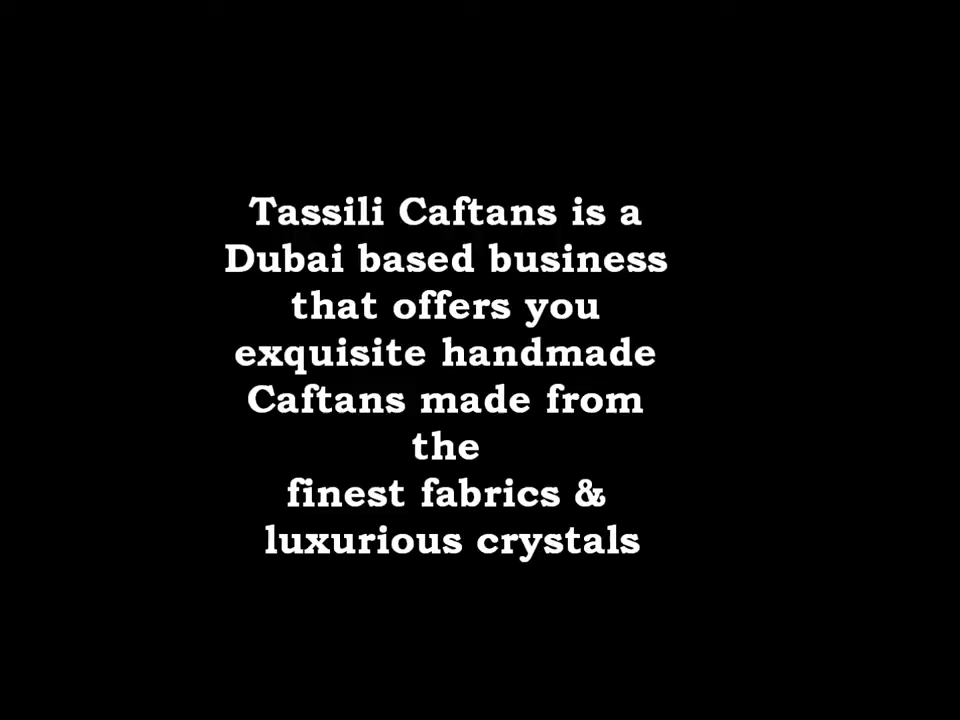 Tassili Caftans is a
Dubai based business
that offers you
exquisite handmade
Caftans made from
the
finest fabrics &
luxurious crystals